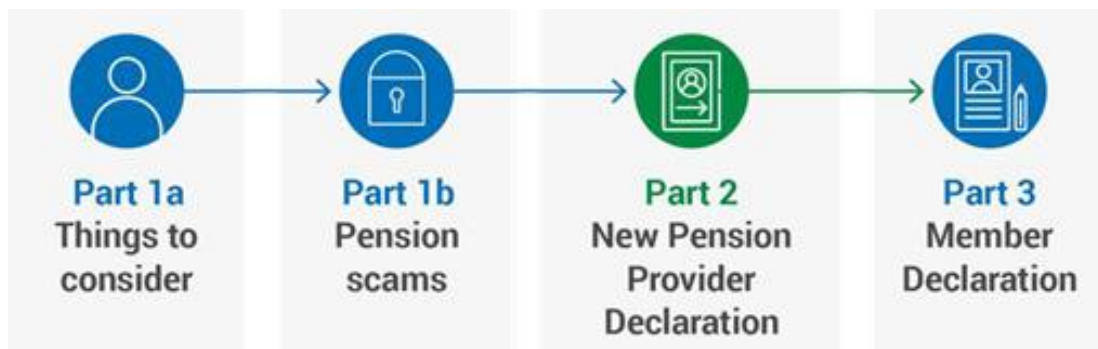 Part 1a
Things to
consider
Part 1b
Pension
scams
Part 2
New Pension
Provider
Declaration
Part 3
Member
Declaration